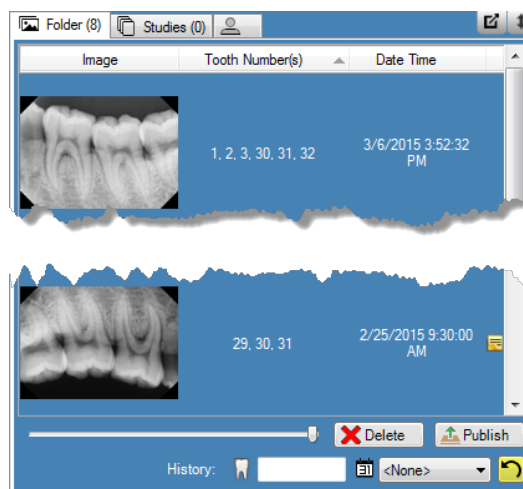 Folder (8) Studies (0)
Image Tooth Number(s) Date Time
1, 2, 3, 30, 31, 32 3/6/2015 3:52:32
PM
29, 30, 31 2/25/2015 9:30:00
AM
Delete Publish
History: 31 <None>